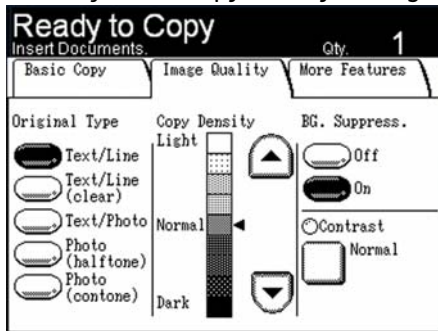 Ready to Copy
Insert Documents.
Qty. 1
Basic Copy
Image Quality
More Features
Original Type
Text/Line
Text/Line
(clear)
Text/Photo
Photo
(halftone)
Photo
(contone)
Copy Density
Light
Normal
Dark
BG. Suppress.
Off
On
Contrast
Normal